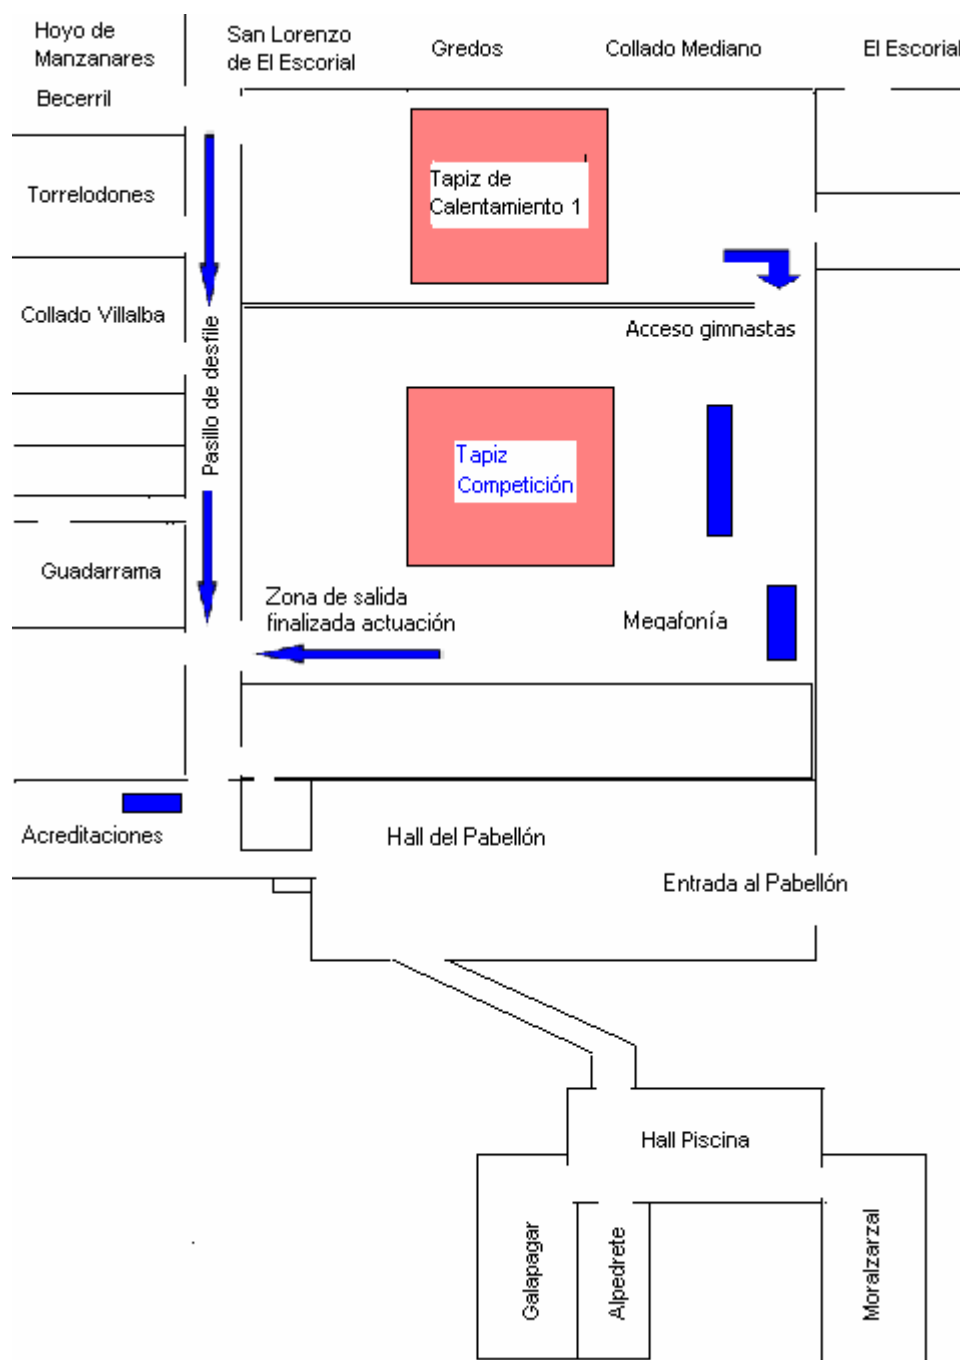 Hoyo de
Manzanares
San Lorenzo
de El Escorial
Gredos
Collado Mediano
El Escorial
Becerril
Torrelodones
Tapiz de
Calentamiento 1
Collado Villalba
Acceso gimnastas
Pasillo de desfile
Tapiz
Competición
Guadarrama
Zona de salida
finalizada actuación
Megafonía
Acreditaciones
Hall del Pabellón
Entrada al Pabellón
Hall Piscina
Galapagar
Alpedrete
Moralzarzal